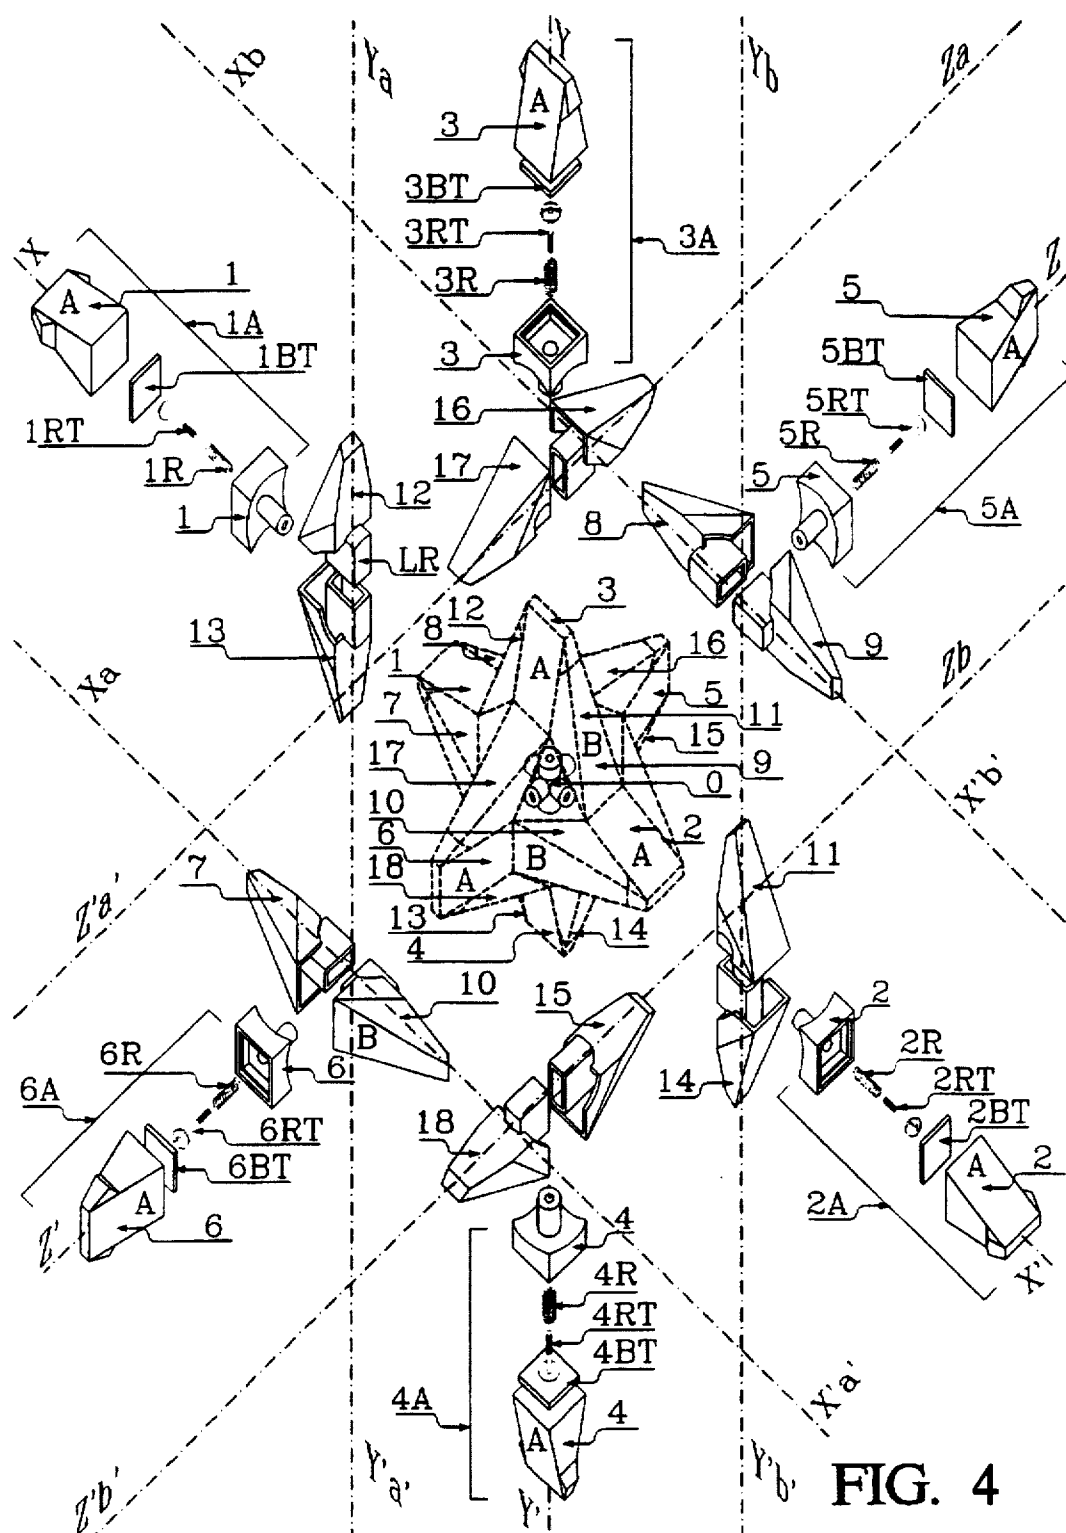 Xb
Ya
Y
Yb
Za
A
3
3BT
3RT
3R
3
3A
X
A
1
1A
1BT
1RT
1R
1
12
LR
13
16
17
8
Z
5
A
5BT
5RT
5R
5
5A
9
Xa
Zb
12
8
1
7
17
10
6
18
13
4
3
A
16
5
11
15
B
9
0
2
A
B
A
14
X'b'
Z'a'
7
10
B
15
11
14
18
6R
6
6A
6RT
6BT
A
6
Z'
2
2R
2RT
2BT
A
2
2A
X'
4
4R
4RT
4BT
4A
A
4
X'a'
Z'b'
Y'a'
Y'
Y'b'
FIG. 4